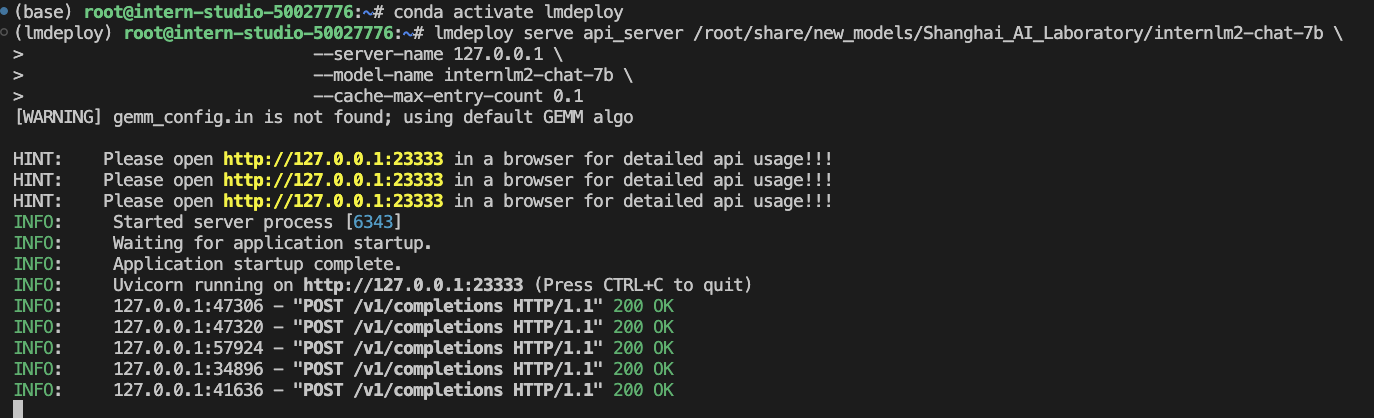 (base) root@intern-studio-50027776:~# conda activate lmdeploy
(lmdeploy) root@intern-studio-50027776:~# lmdeploy serve api_server /root/share/new_models/Shanghai_AI_Laboratory/internlm2-chat-7b \
> --server-name 127.0.0.1 \
> --model-name internlm2-chat-7b \
> --cache-max-entry-count 0.1
[WARNING] gemm_config.in is not found; using default GEMM algo
HINT: Please open http://127.0.0.1:23333 in a browser for detailed api usage!!!
HINT: Please open http://127.0.0.1:23333 in a browser for detailed api usage!!!
HINT: Please open http://127.0.0.1:23333 in a browser for detailed api usage!!!
INFO: Started server process [6343]
INFO: Waiting for application startup.
INFO: Application startup complete.
INFO: Uvicorn running on http://127.0.0.1:23333 (Press CTRL+C to quit)
INFO: 127.0.0.1:47306 - "POST /v1/completions HTTP/1.1" 200 OK
INFO: 127.0.0.1:47320 - "POST /v1/completions HTTP/1.1" 200 OK
INFO: 127.0.0.1:57924 - "POST /v1/completions HTTP/1.1" 200 OK
INFO: 127.0.0.1:34896 - "POST /v1/completions HTTP/1.1" 200 OK
INFO: 127.0.0.1:41636 - "POST /v1/completions HTTP/1.1" 200 OK